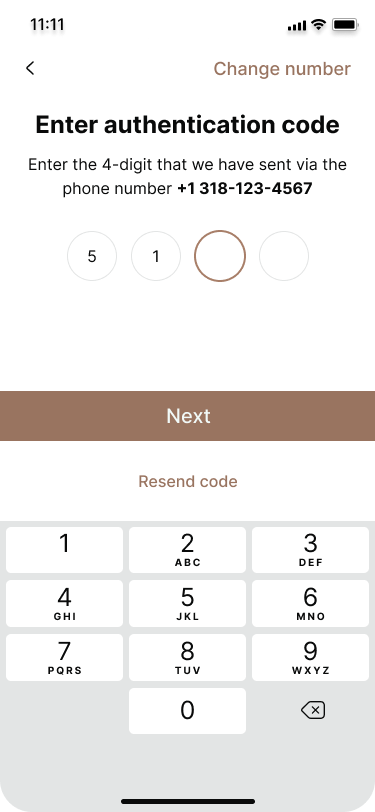 11:11
Change number
Enter authentication code
Enter the 4-digit that we have sent via the
phone number +1 318-123-4567
5 1
Next
Resend code
1 2 3
ABC DEF
4 5 6
GHI JKL MNO
7 8 9
PQRS TUV WXYZ
0